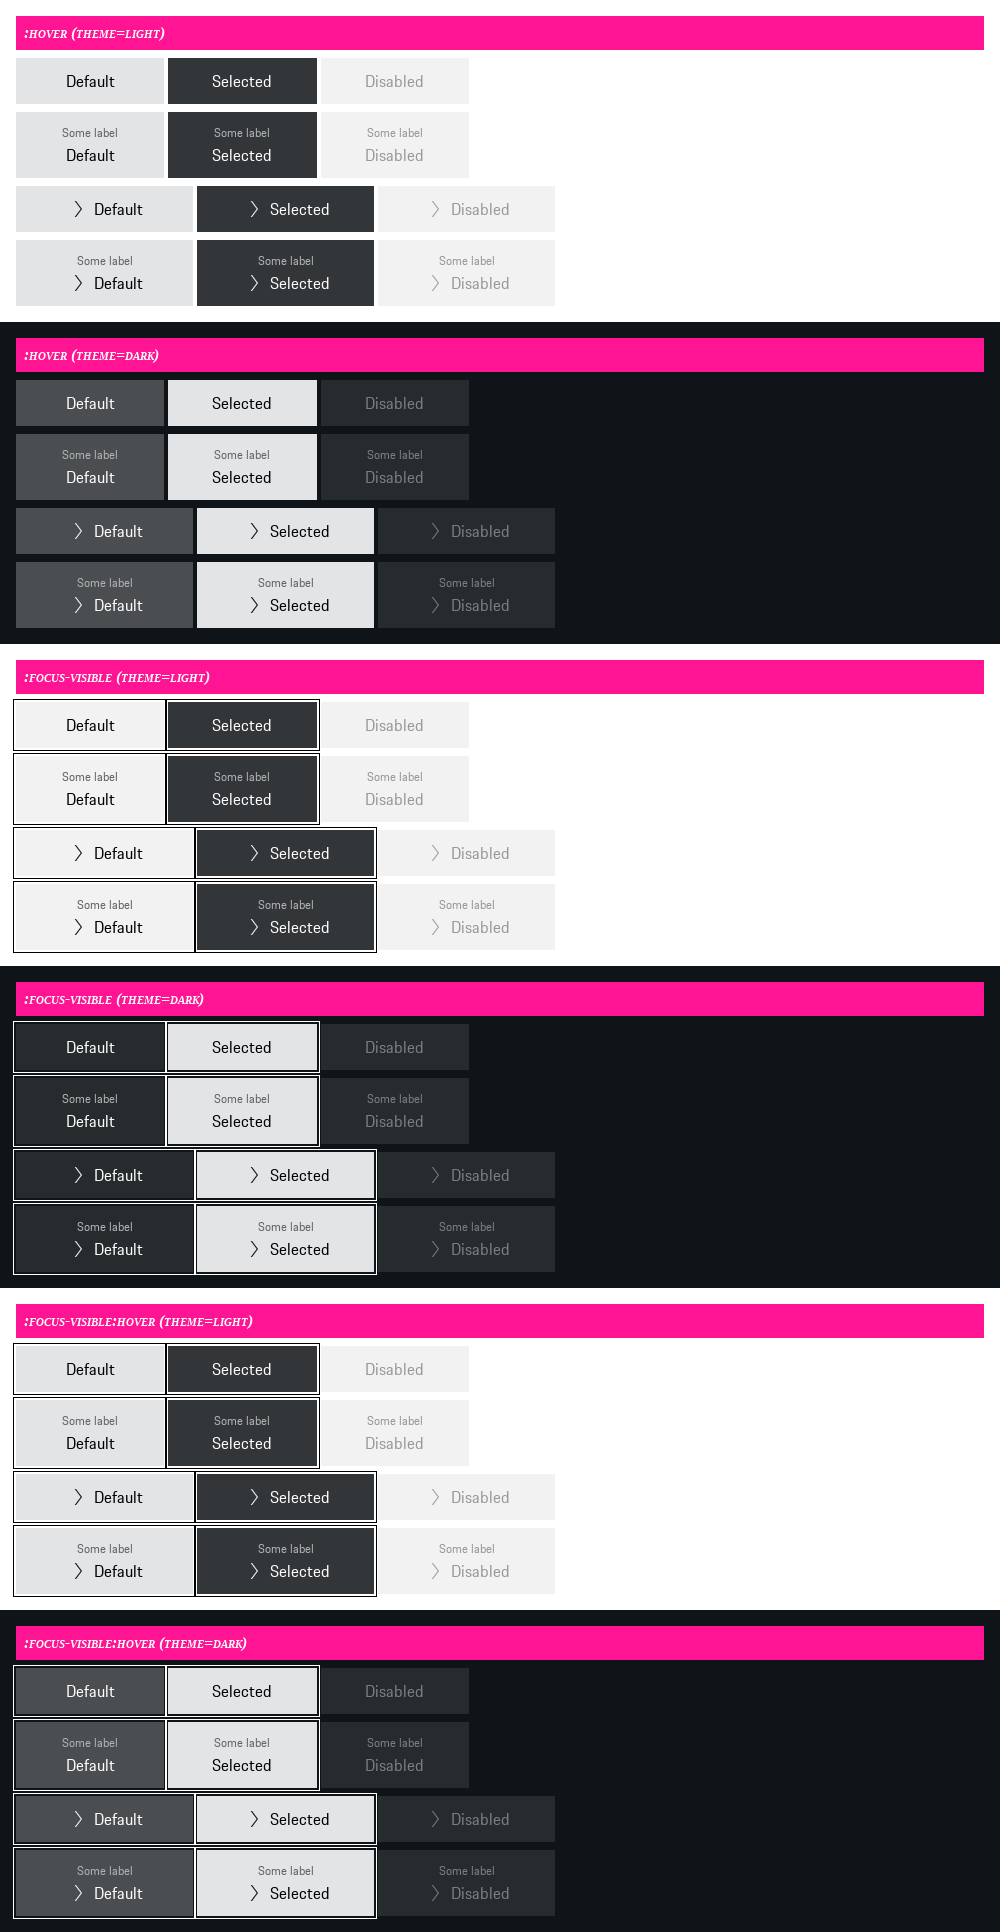 :hover (theme=light)
Default Selected Disabled
Some label Some label Some label
Default Selected Disabled
Default Selected Disabled
Some label Some label Some label
Default Selected Disabled
:hover (theme=dark)
Default Selected Disabled
Some label Some label Some label
Default Selected Disabled
Default Selected Disabled
Some label Some label Some label
Default Selected Disabled
:focus-visible (theme=light)
Default Selected Disabled
Some label Some label Some label
Default Selected Disabled
Default Selected Disabled
Some label Some label Some label
Default Selected Disabled
:focus-visible (theme=dark)
Default Selected Disabled
Some label Some label Some label
Default Selected Disabled
Default Selected Disabled
Some label Some label Some label
Default Selected Disabled
:focus-visible:hover (theme=light)
Default Selected Disabled
Some label Some label Some label
Default Selected Disabled
Default Selected Disabled
Some label Some label Some label
Default Selected Disabled
:focus-visible:hover (theme=dark)
Default Selected Disabled
Some label Some label Some label
Default Selected Disabled
Default Selected Disabled
Some label Some label Some label
Default Selected Disabled